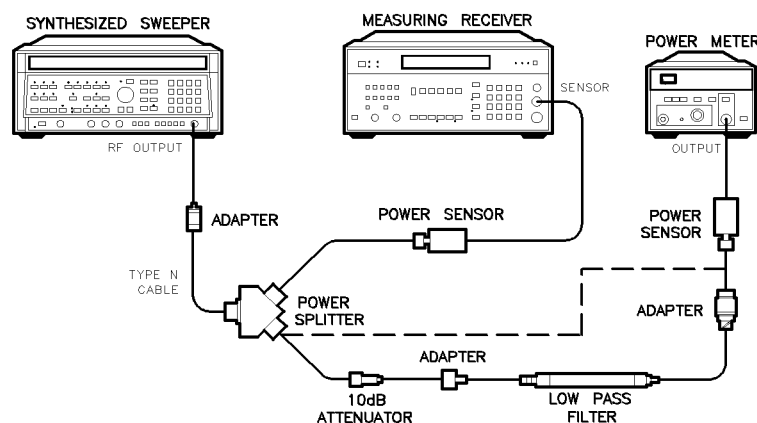 SYNTHESIZED SWEEPER
MEASURING RECEIVER
POWER METER
SENSOR
RF OUTPUT
OUTPUT
ADAPTER
POWER SENSOR
POWER
SENSOR
TYPE N
CABLE
POWER
SPLITTER
ADAPTER
ADAPTER
10dB
ATTENUATOR
LOW PASS
FILTER